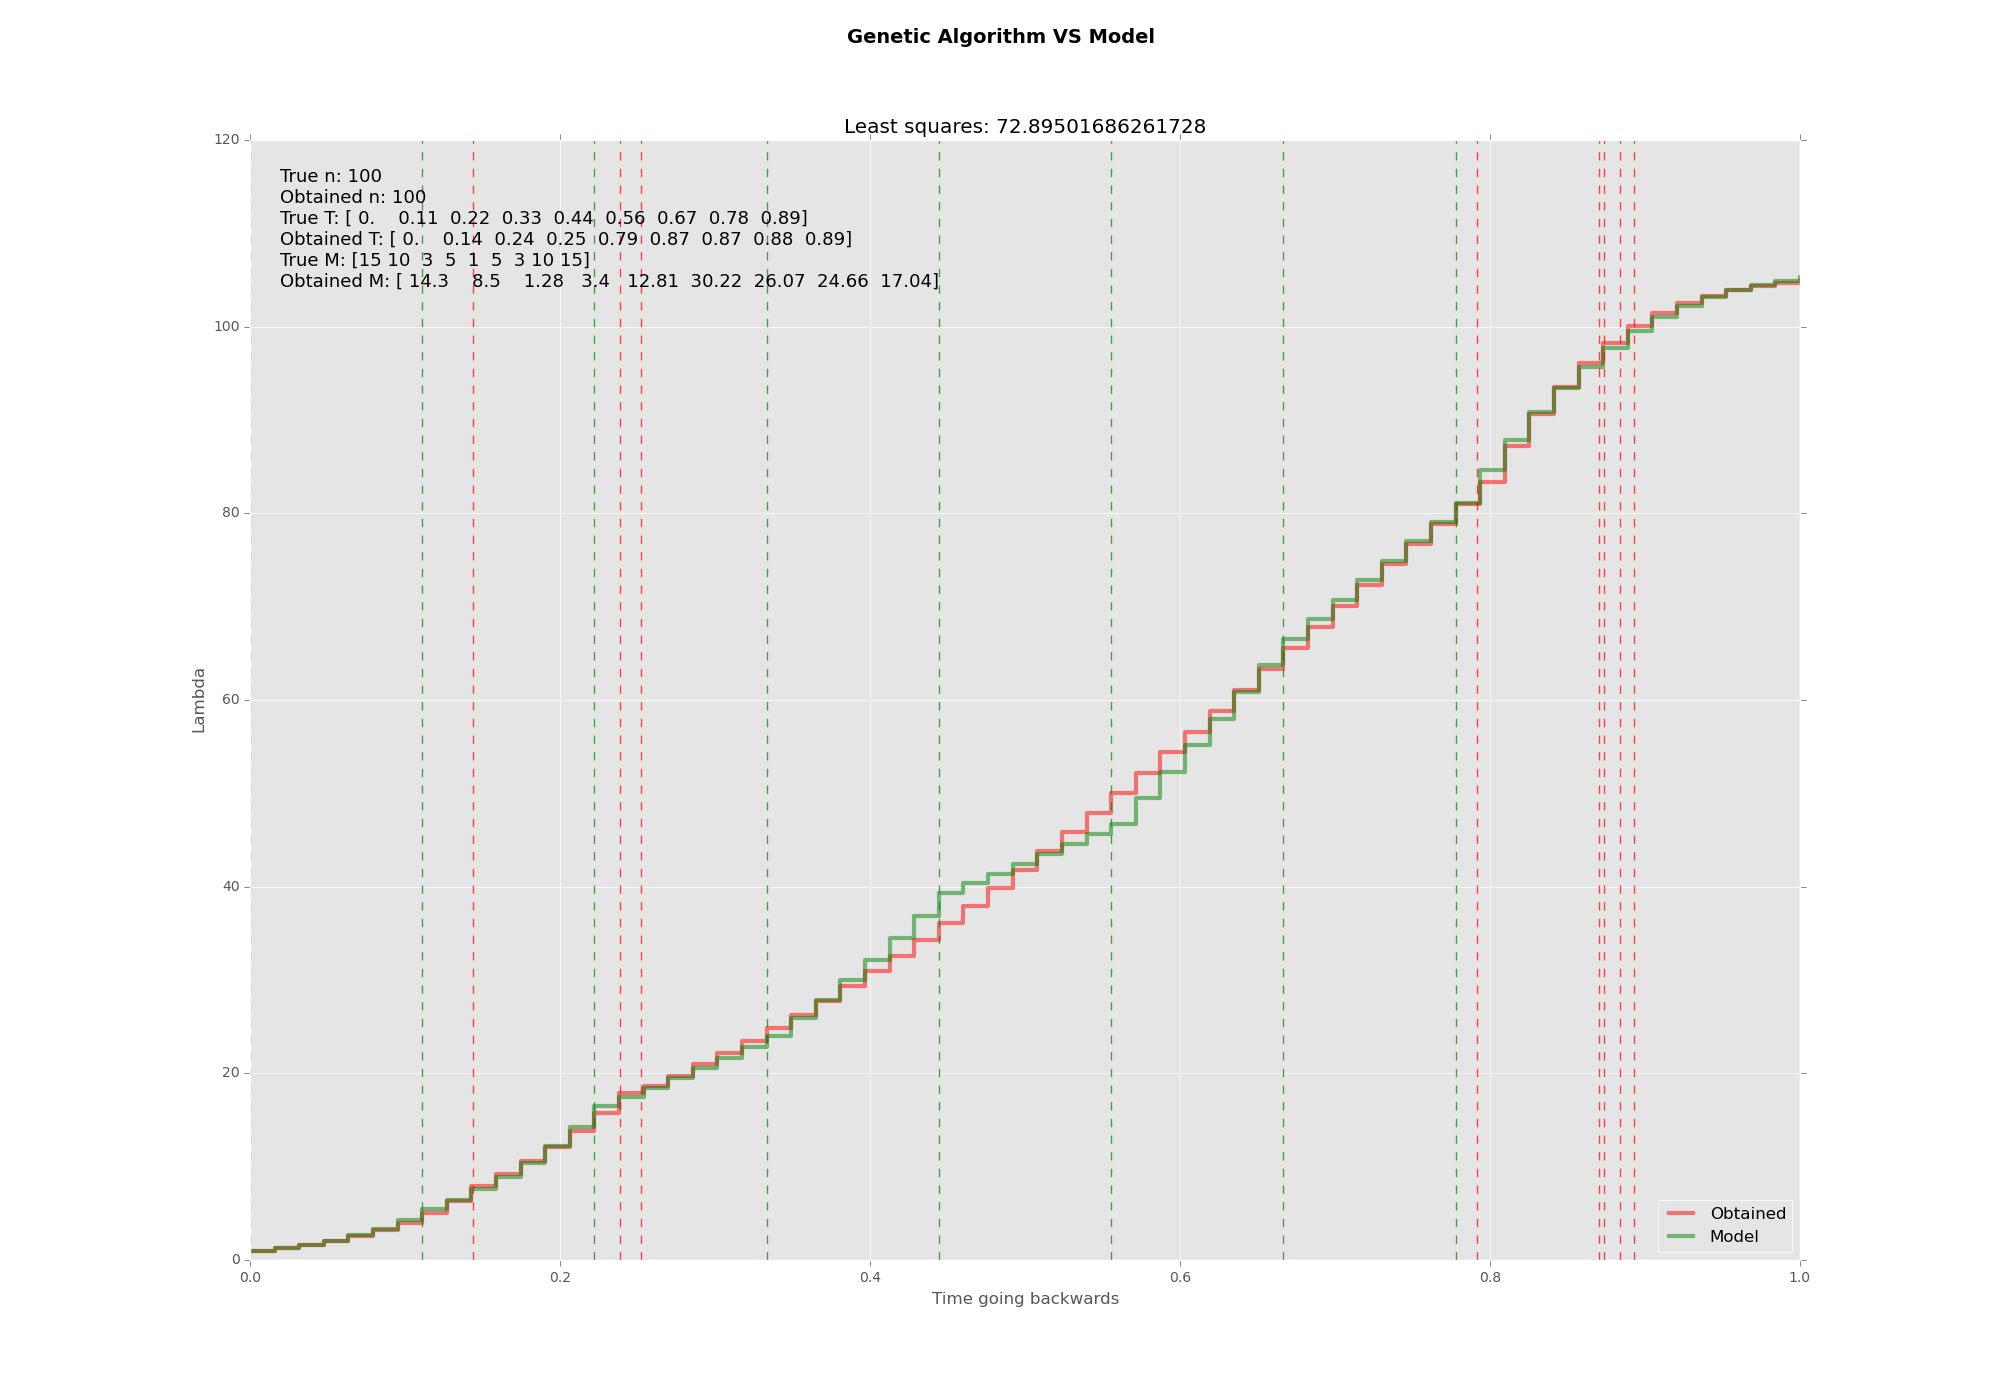 Genetic Algorithm VS Model
Least squares: 72.89501686261728
True n: 100
Obtained n: 100
True T: [ 0. 0.11 0.22 0.33 0.44 0.56 0.67 0.78 0.89]
Obtained T: [ 0. 0.14 0.24 0.25 0.79 0.87 0.87 0.88 0.89]
True M: [15 10 3 5 1 5 3 10 15]
Obtained M: [ 14.3 8.5 1.28 3.4 12.81 30.22 26.07 24.66 17.04]
120
100
80
60
40
20
0
Lambda
Obtained
Model
0.0 0.2 0.4 0.6 0.8 1.0
Time going backwards